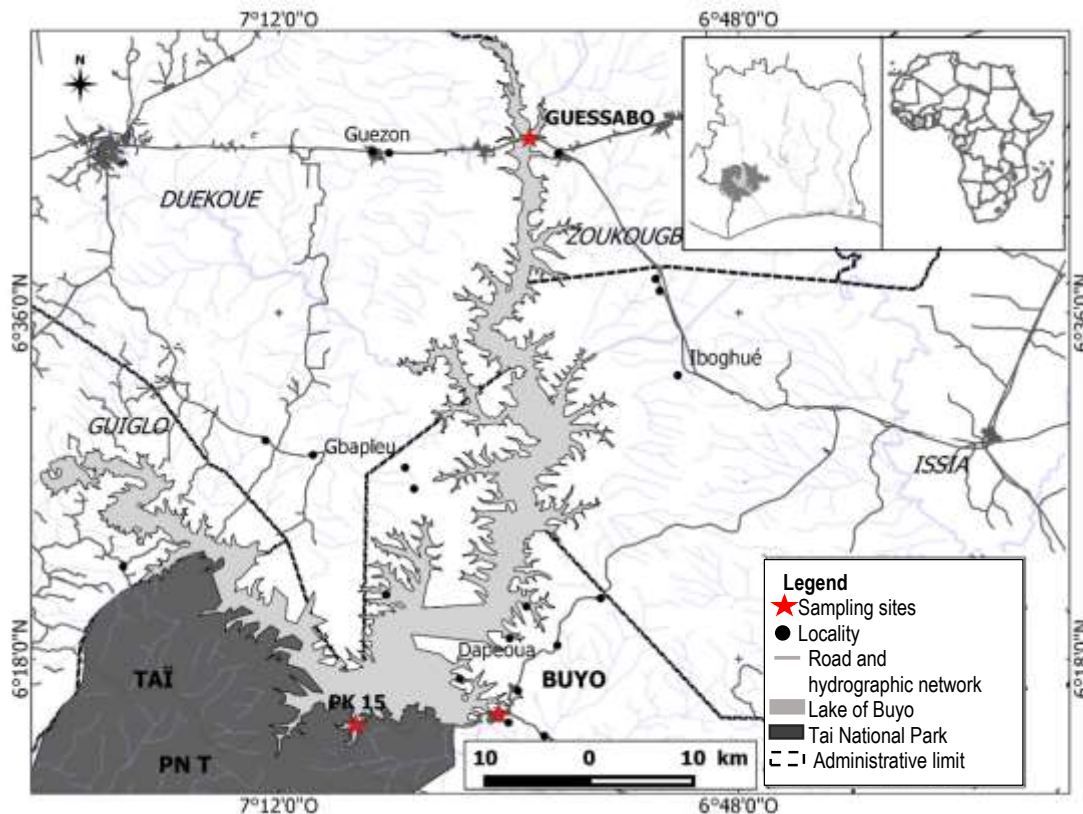 7°12'0"O 6°48'0"O
N
GUESSABO
Guezon
DUEKOUE
ZOUKOUGB
6°36'0"N 6°36'0"N
Iboghué
GUIGLO
Gbapleu
ISSIA
Legend
Sampling sites
Locality
Road and
hydrographic network
Lake of Buyo
Tai National Park
Administrative limit
Dapeoua
6°18'0"N 6°18'0"N
TAÏ
BUYO
PK 15
PN T
10 0 10 km
7°12'0"O 6°48'0"O